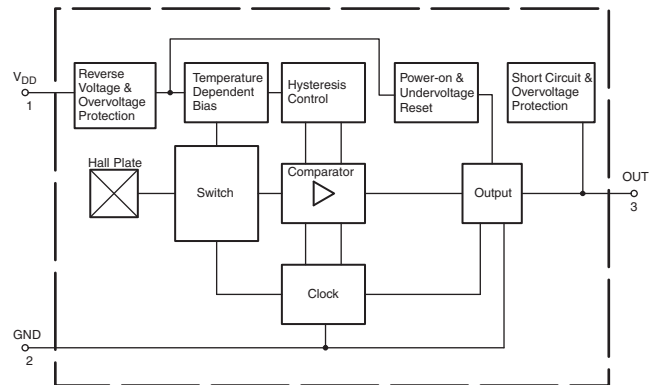 V_DD
1
Reverse
Voltage &
Overvoltage
Protection
Temperature
Dependent
Bias
Hysteresis
Control
Power-on &
Undervoltage
Reset
Short Circuit &
Overvoltage
Protection
Hall Plate
Switch
Comparator
Output
OUT
3
Clock
GND
2